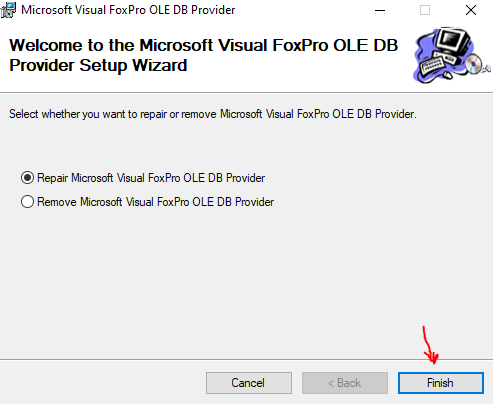 Microsoft Visual FoxPro OLE DB Provider
Welcome to the Microsoft Visual FoxPro OLE DB
Provider Setup Wizard
Select whether you want to repair or remove Microsoft Visual FoxPro OLE DB Provider.
Repair Microsoft Visual FoxPro OLE DB Provider
Remove Microsoft Visual FoxPro OLE DB Provider
Cancel
< Back
Finish